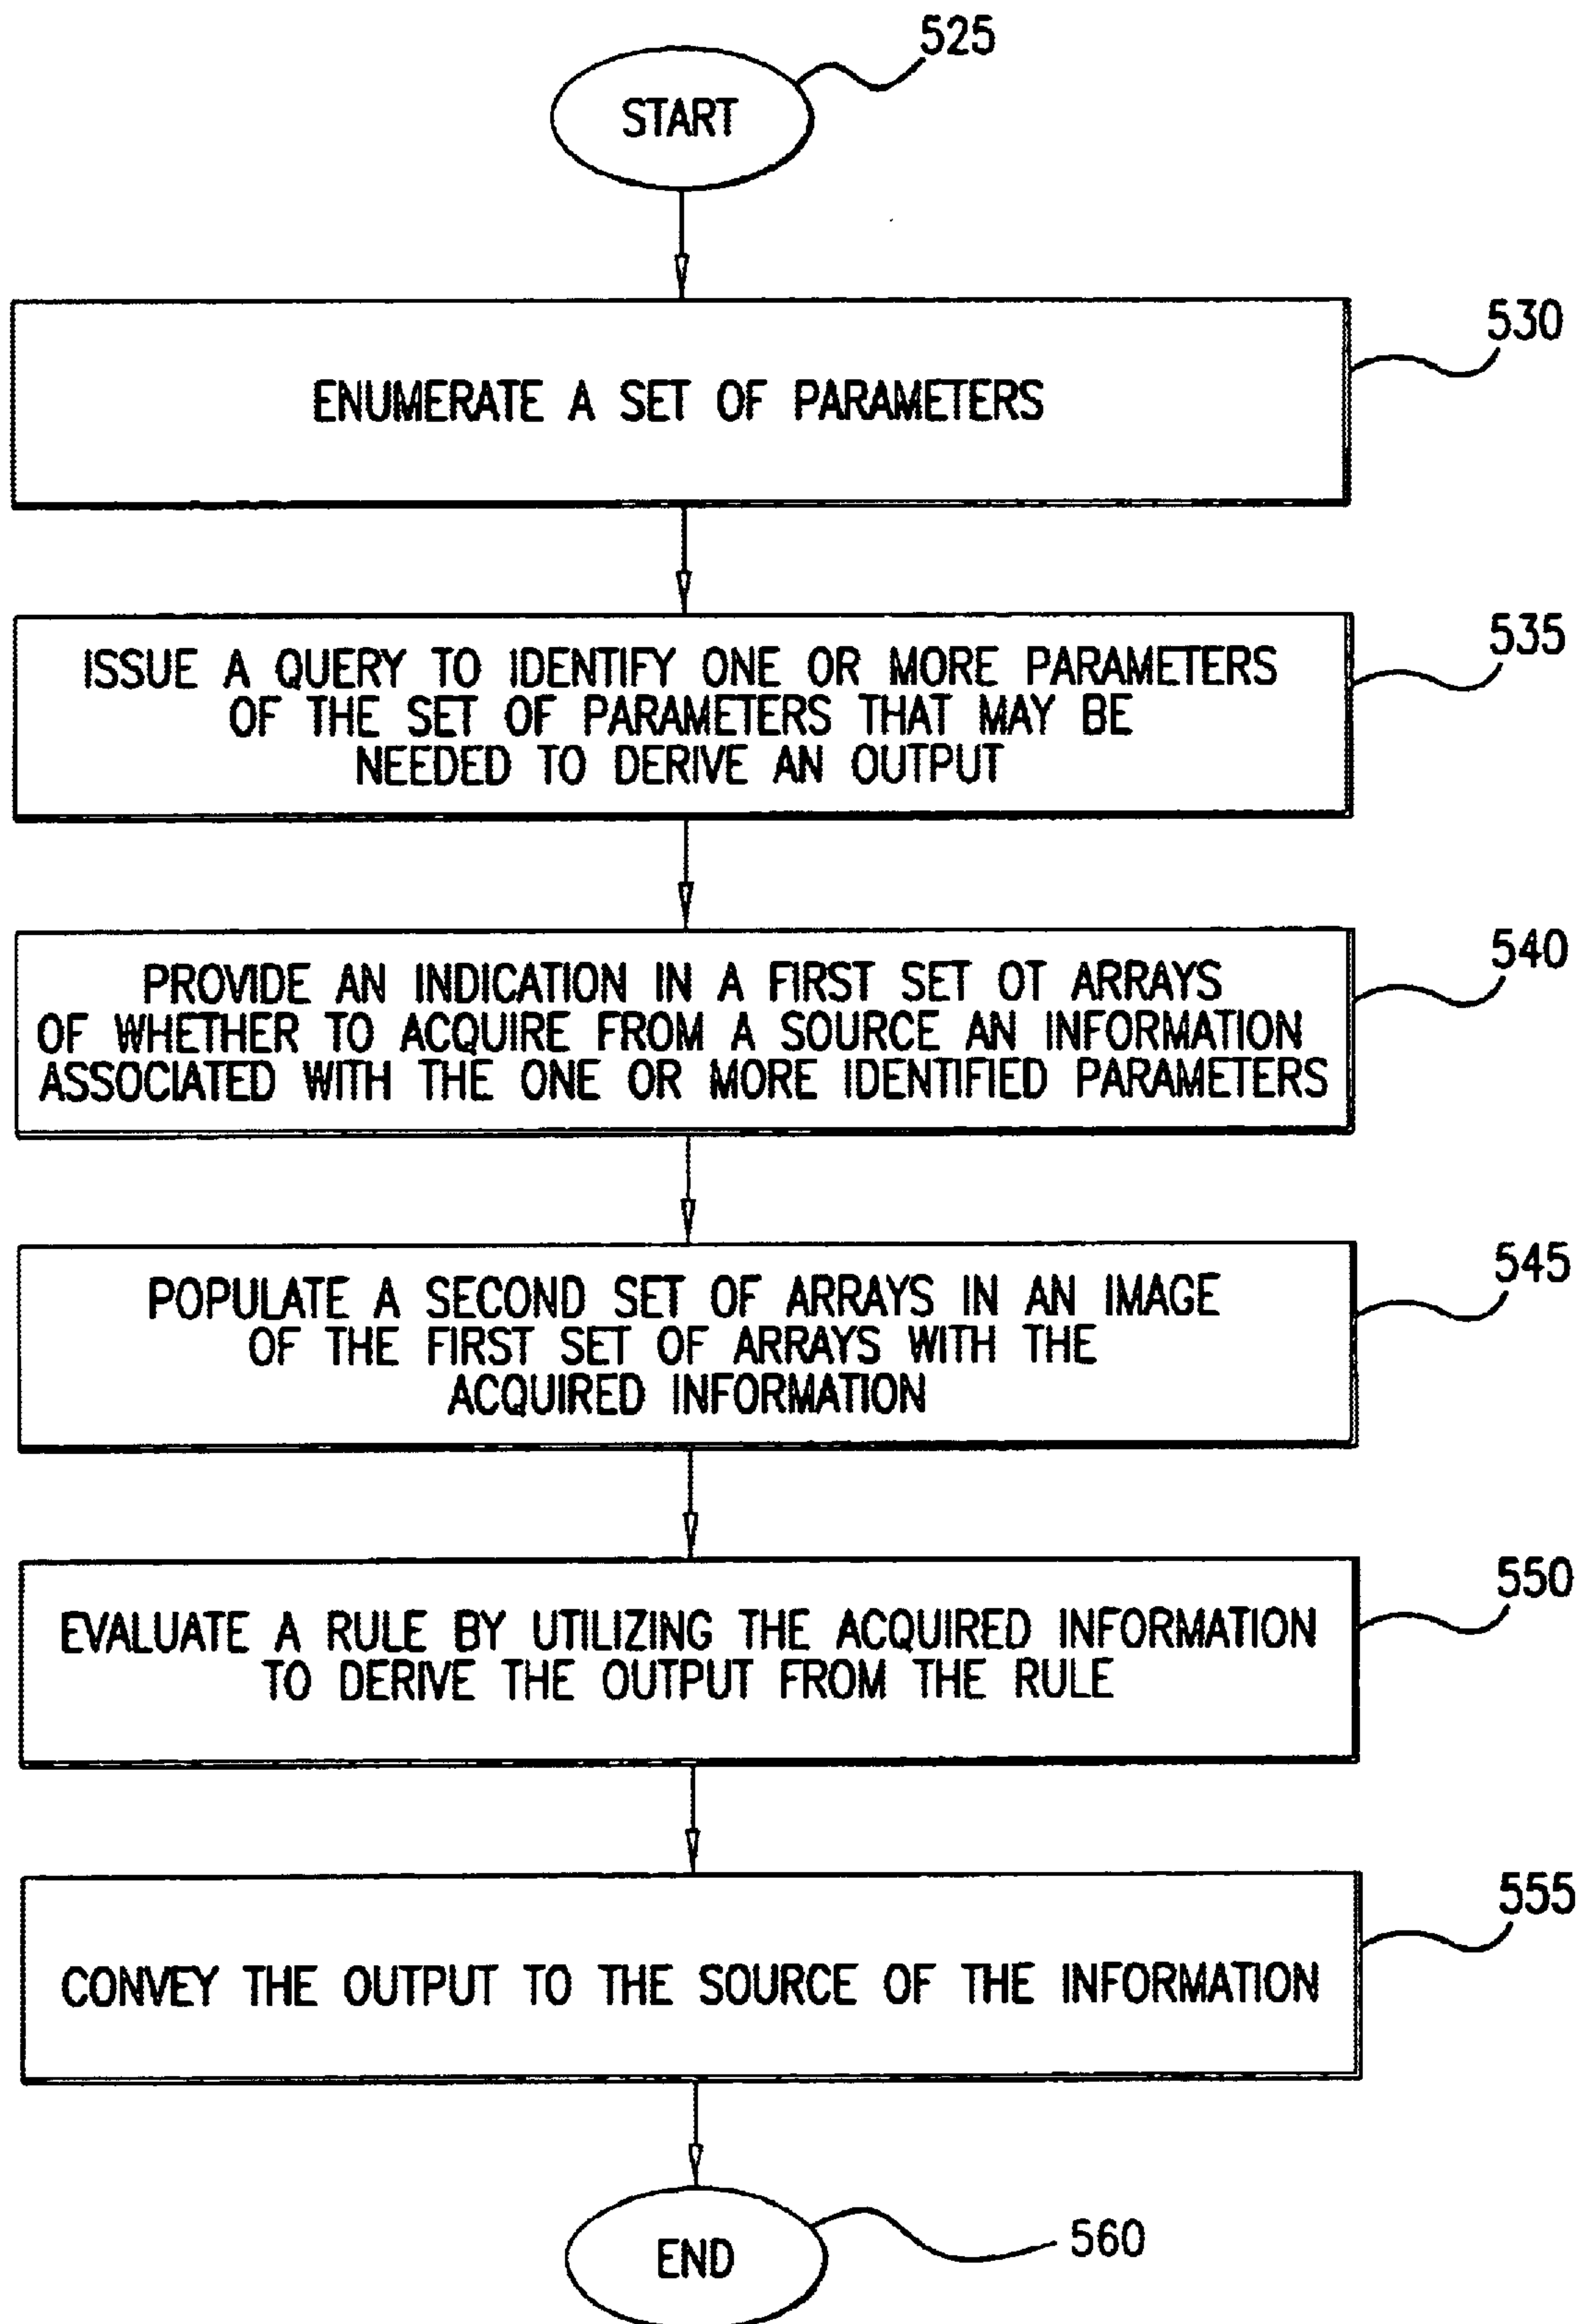 525
START
530
ENUMERATE A SET OF PARAMETERS
535
ISSUE A QUERY TO IDENTIFY ONE OR MORE PARAMETERS
OF THE SET OF PARAMETERS THAT MAY BE
NEEDED TO DERIVE AN OUTPUT
540
PROVIDE AN INDICATION IN A FIRST SET OT ARRAYS
OF WHETHER TO ACQUIRE FROM A SOURCE AN INFORMATION
ASSOCIATED WITH THE ONE OR MORE IDENTIFIED PARAMETERS
545
POPULATE A SECOND SET OF ARRAYS IN AN IMAGE
OF THE FIRST SET OF ARRAYS WITH THE
ACQUIRED INFORMATION
550
EVALUATE A RULE BY UTILIZING THE ACQUIRED INFORMATION
TO DERIVE THE OUTPUT FROM THE RULE
555
CONVEY THE OUTPUT TO THE SOURCE OF THE INFORMATION
END
560